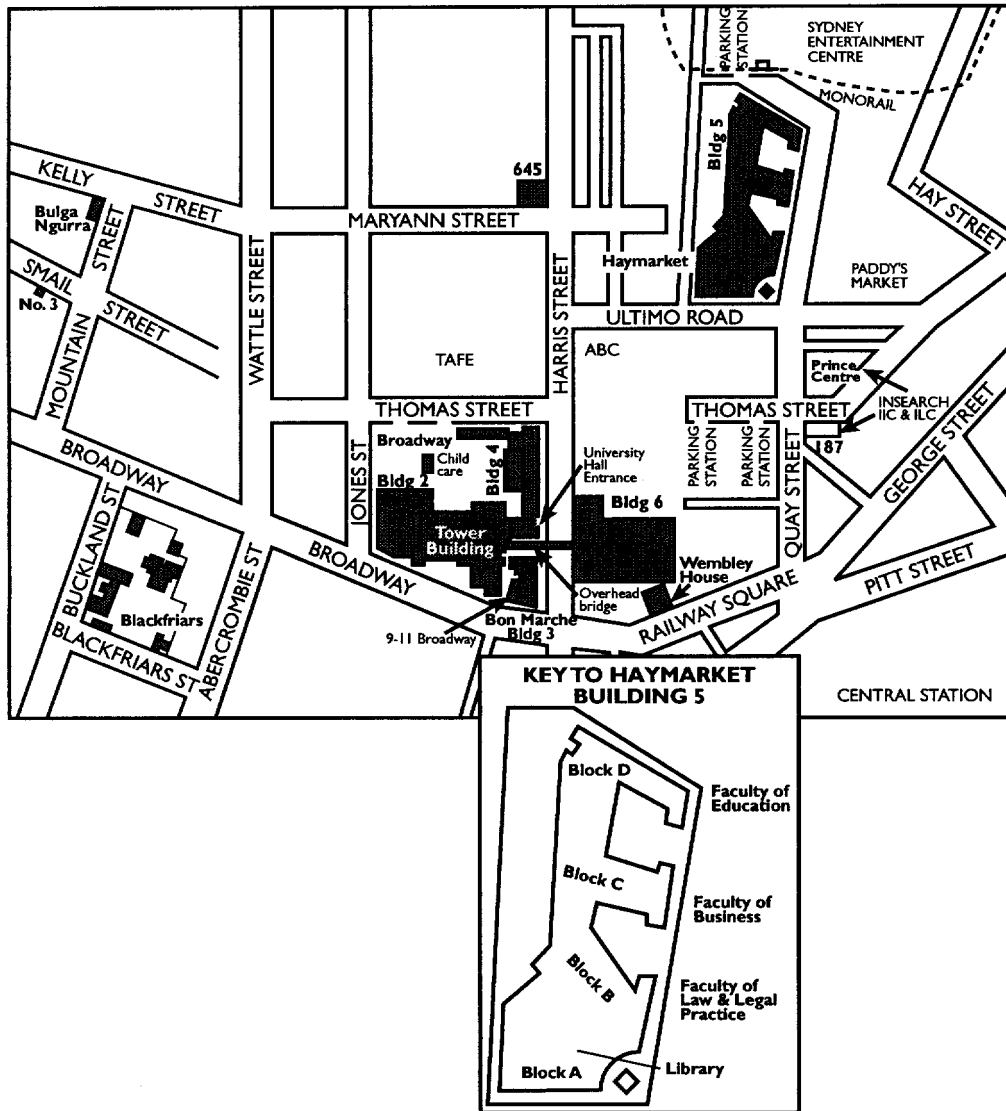 PARKING
STATION
SYDNEY
ENTERTAINMENT
CENTRE
MONORAIL
Bldg 5
KELLY
STREET
645
Bulga
Ngurra
STREET
MARYANN STREET
HAY STREET
SMAIL
STREET
No. 3
WATTLE STREET
HARRIS STREET
Haymarket
PADDY'S
MARKET
ULTIMO ROAD
MOUNTAIN
TAFE
ABC
Prince
Centre
INSEARCH
IIC & ILC
THOMAS STREET
THOMAS STREET
187
GEORGE STREET
BROADWAY
JONES ST
Broadway
Child
care
Bldg 4
Bldg 2
University
Hall
Entrance
PARKING
STATION
PARKING
STATION
QUAY STREET
Bldg 6
Tower
Building
BUCKLAND ST
BROADWAY
Wembley
House
PITT STREET
Overhead
bridge
RAILWAY SQUARE
Blackfriars
ABERCROMBIE ST
BLACKFRIARS ST
9-11 Broadway
Bon Marche
Bldg 3
CENTRAL STATION
KEY TO HAYMARKET
BUILDING 5
Block D
Faculty of
Education
Block C
Faculty of
Business
Block B
Faculty of
Law & Legal
Practice
Block A
Library